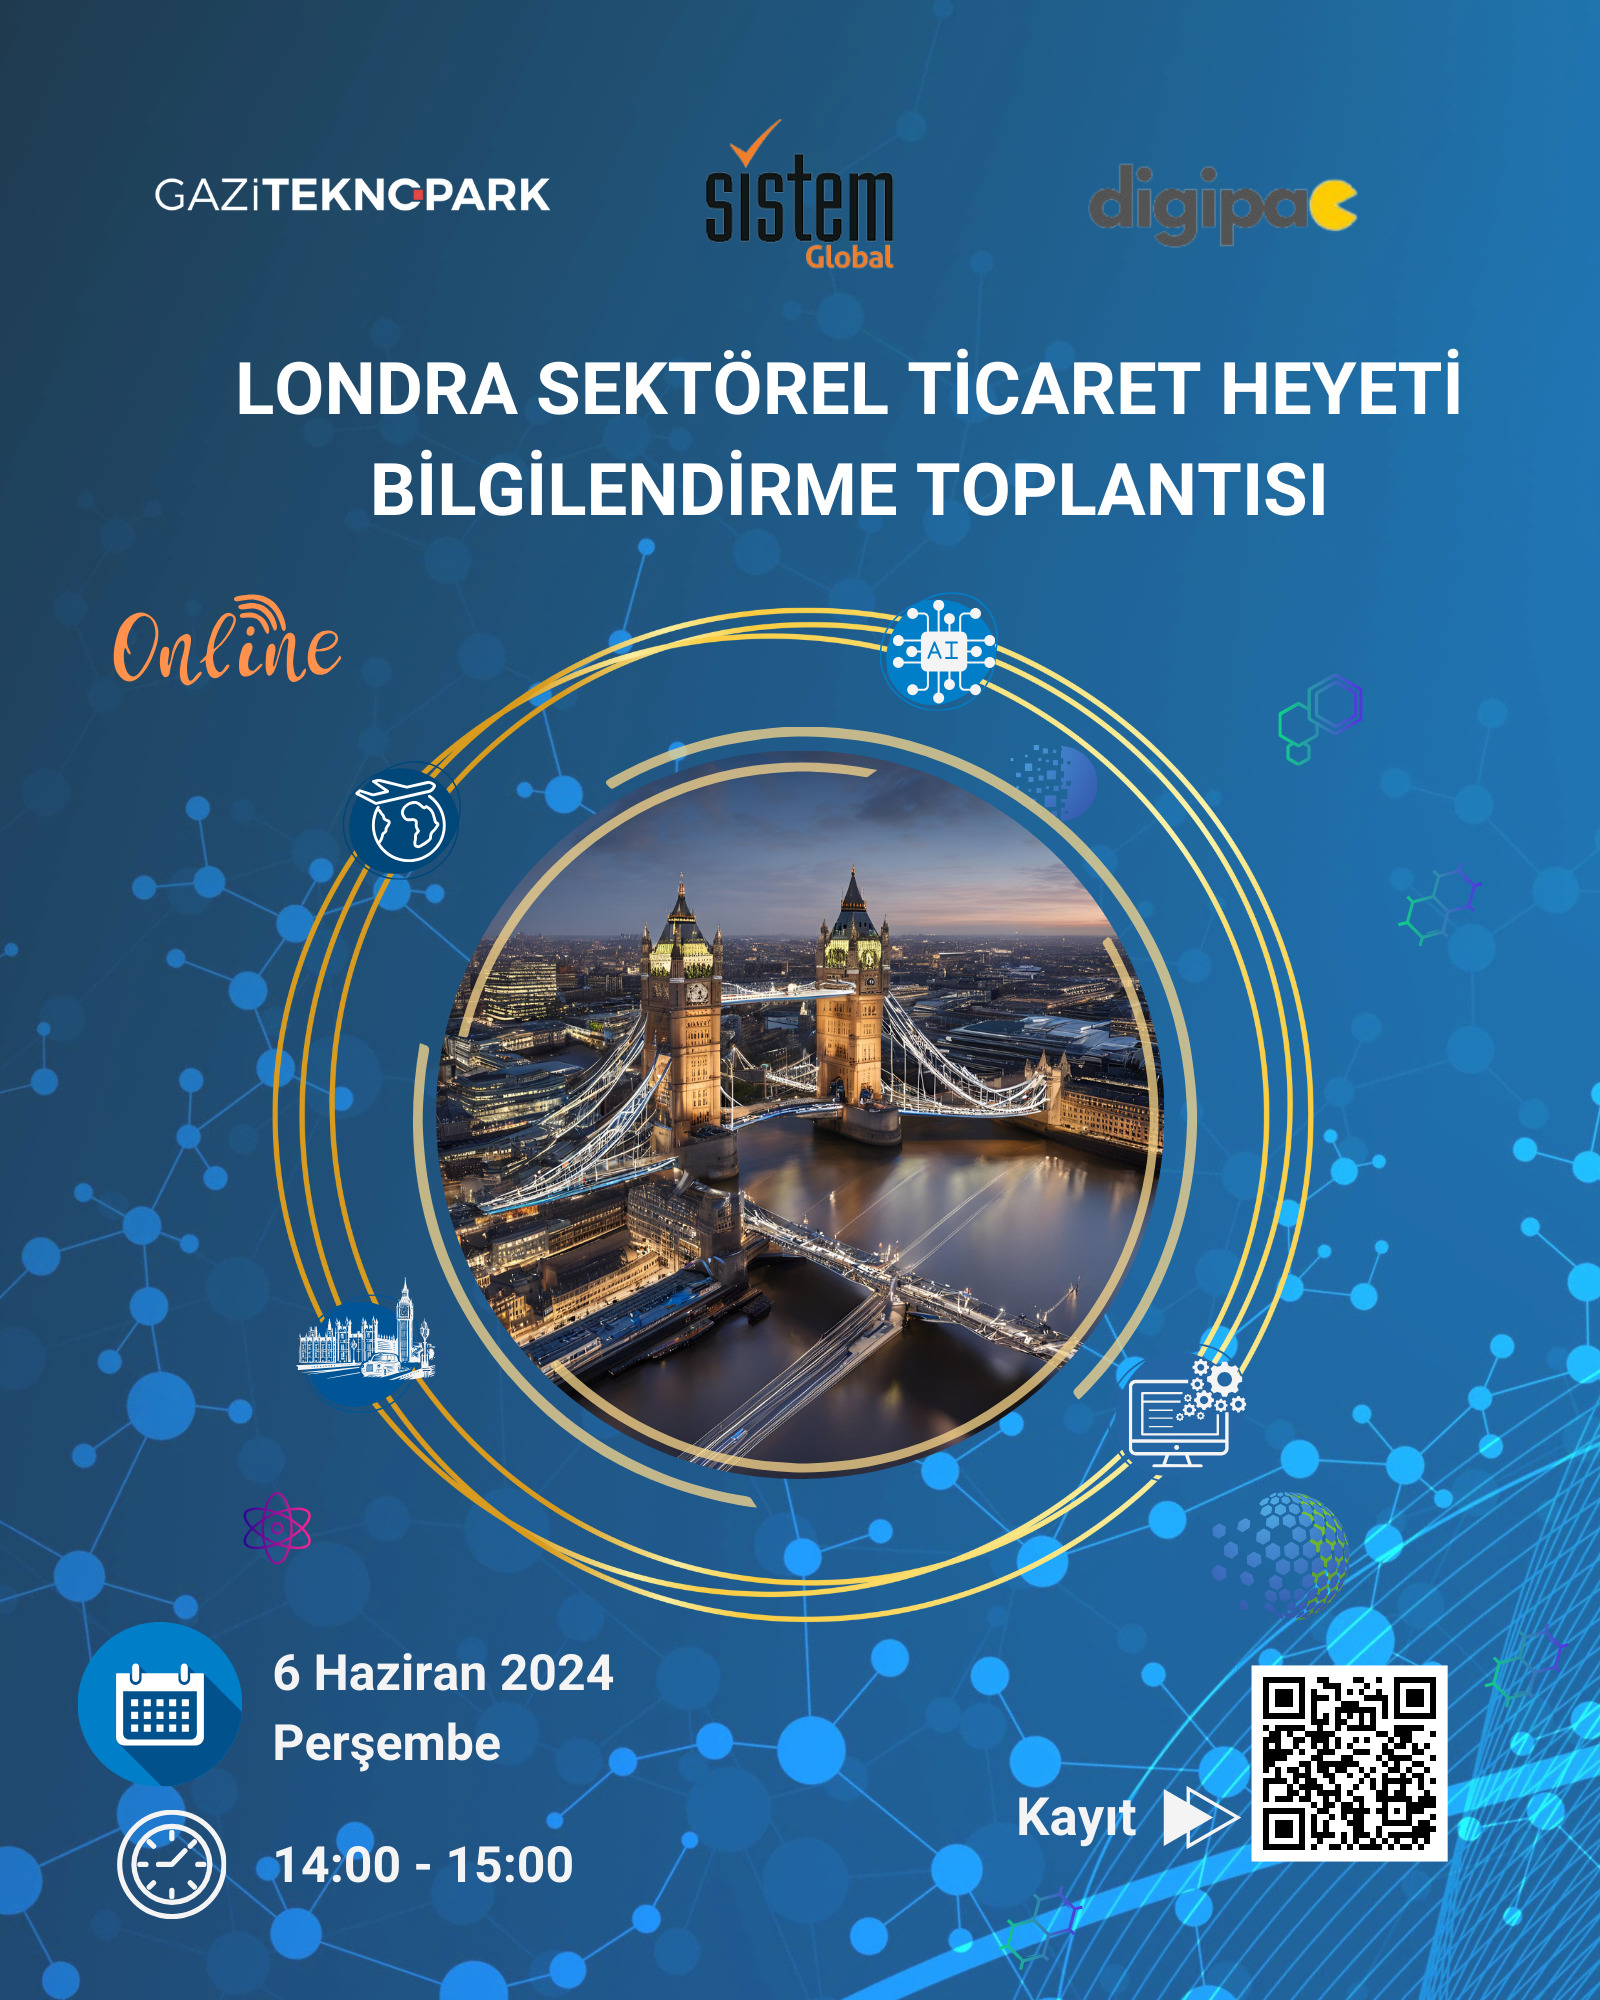 GAZİTEKNOPARK
sistem
Global
digipac
LONDRA SEKTÖREL TİCARET HEYETİ
BİLGİLENDİRME TOPLANTISI
Online
AI
6 Haziran 2024
Perşembe
14:00 - 15:00
Kayıt